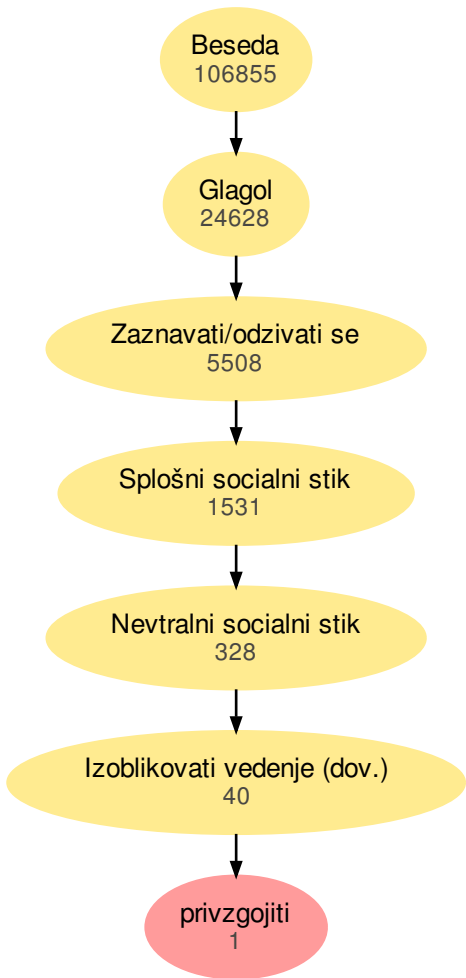 Beseda
106855
Glagol
24628
Zaznavati/odzivati se
5508
Splošni socialni stik
1531
Nevtralni socialni stik
328
Izoblikovati vedenje (dov.)
40
privzgojiti
1